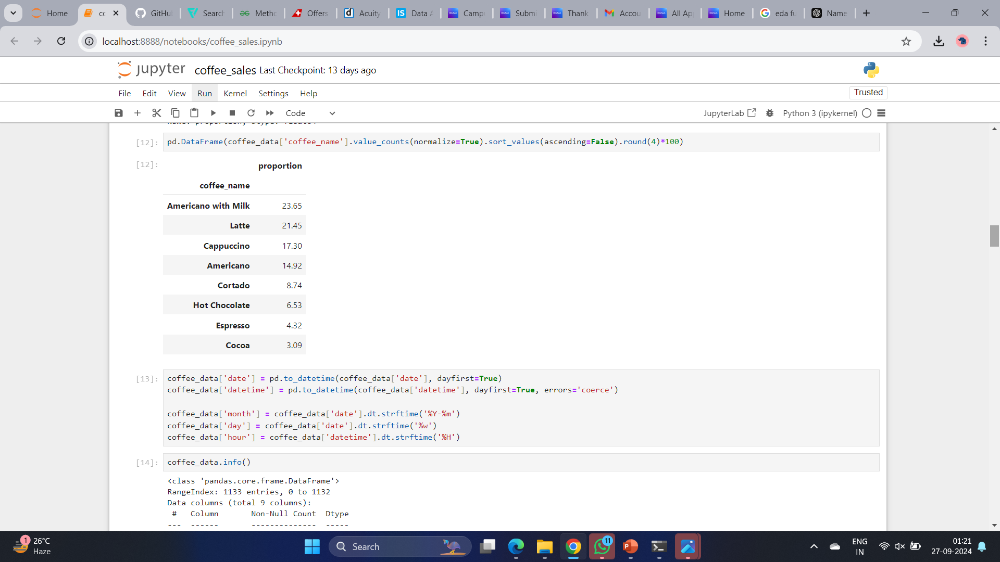 Home
co
GitHu
Search
Metho
Offers
Acuity
Data A
Camp
Submi
Thank
Accou
All Ap
Home
eda fu
Name
localhost:8888/notebooks/coffee_sales.ipynb
jupyter coffee_sales Last Checkpoint: 13 days ago
File Edit View Run Kernel Settings Help
Trusted
Code
JupyterLab
Python 3 (ipykernel)
Name: proportion, dtype: float64
[12]: pd.DataFrame(coffee_data['coffee_name'].value_counts(normalize=True).sort_values(ascending=False).round(4)*100)
[12]: proportion
coffee_name
Americano with Milk 23.65
Latte 21.45
Cappuccino 17.30
Americano 14.92
Cortado 8.74
Hot Chocolate 6.53
Espresso 4.32
Cocoa 3.09
[13]: coffee_data['date'] = pd.to_datetime(coffee_data['date'], dayfirst=True)
coffee_data['datetime'] = pd.to_datetime(coffee_data['datetime'], dayfirst=True, errors='coerce')
coffee_data['month'] = coffee_data['date'].dt.strftime('%Y-%m')
coffee_data['day'] = coffee_data['date'].dt.strftime('%w')
coffee_data['hour'] = coffee_data['datetime'].dt.strftime('%H')
[14]: coffee_data.info()
<class 'pandas.core.frame.DataFrame'>
RangeIndex: 1133 entries, 0 to 1132
Data columns (total 9 columns):
# Column Non-Null Count Dtype
--- ------ -------------- -----
1
26°C
Haze
Search
11
ENG
IN
01:21
27-09-2024